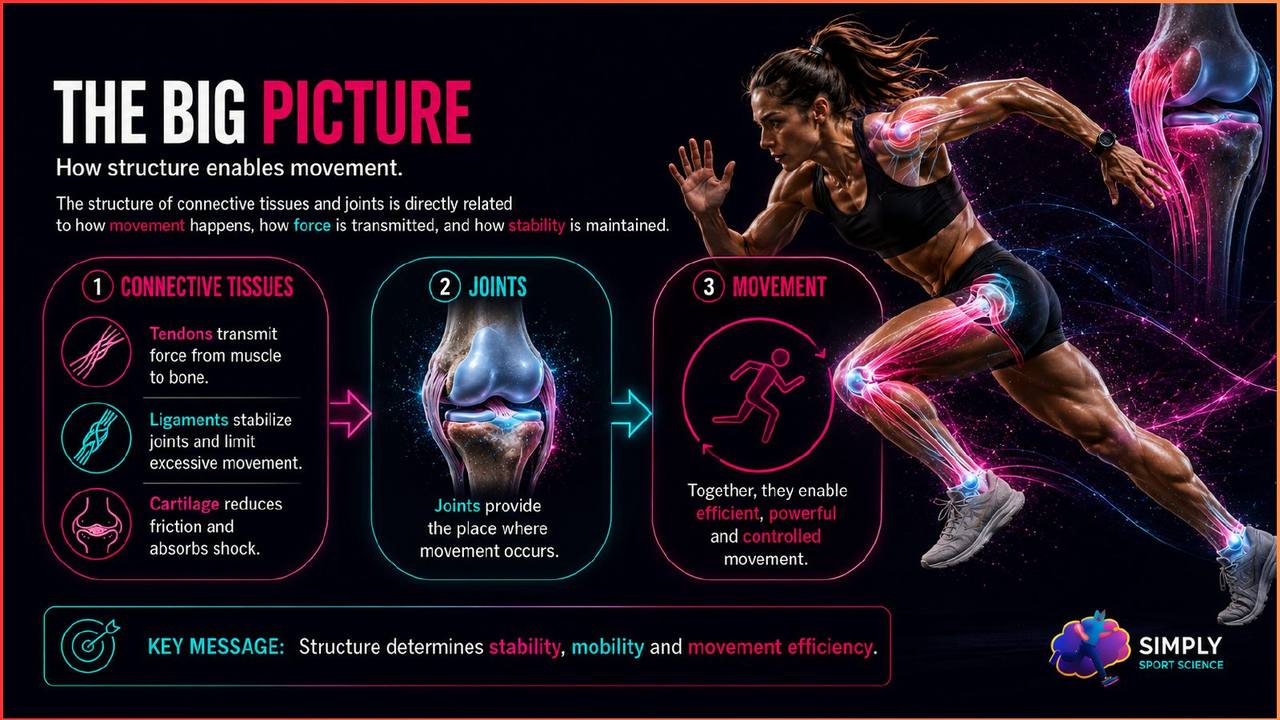 THE BIG PICTURE
How structure enables movement.
The structure of connective tissues and joints is directly related
to how movement happens, how force is transmitted, and how stability is maintained.
1 CONNECTIVE TISSUES
Tendons transmit
force from muscle
to bone.
Ligaments stabilize
joints and limit
excessive movement.
Cartilage reduces
friction and
absorbs shock.
2 JOINTS
Joints provide
the place where
movement occurs.
3 MOVEMENT
Together, they enable
efficient, powerful
and controlled
movement.
KEY MESSAGE: Structure determines stability, mobility and movement efficiency.
SIMPLY
SPORT SCIENCE